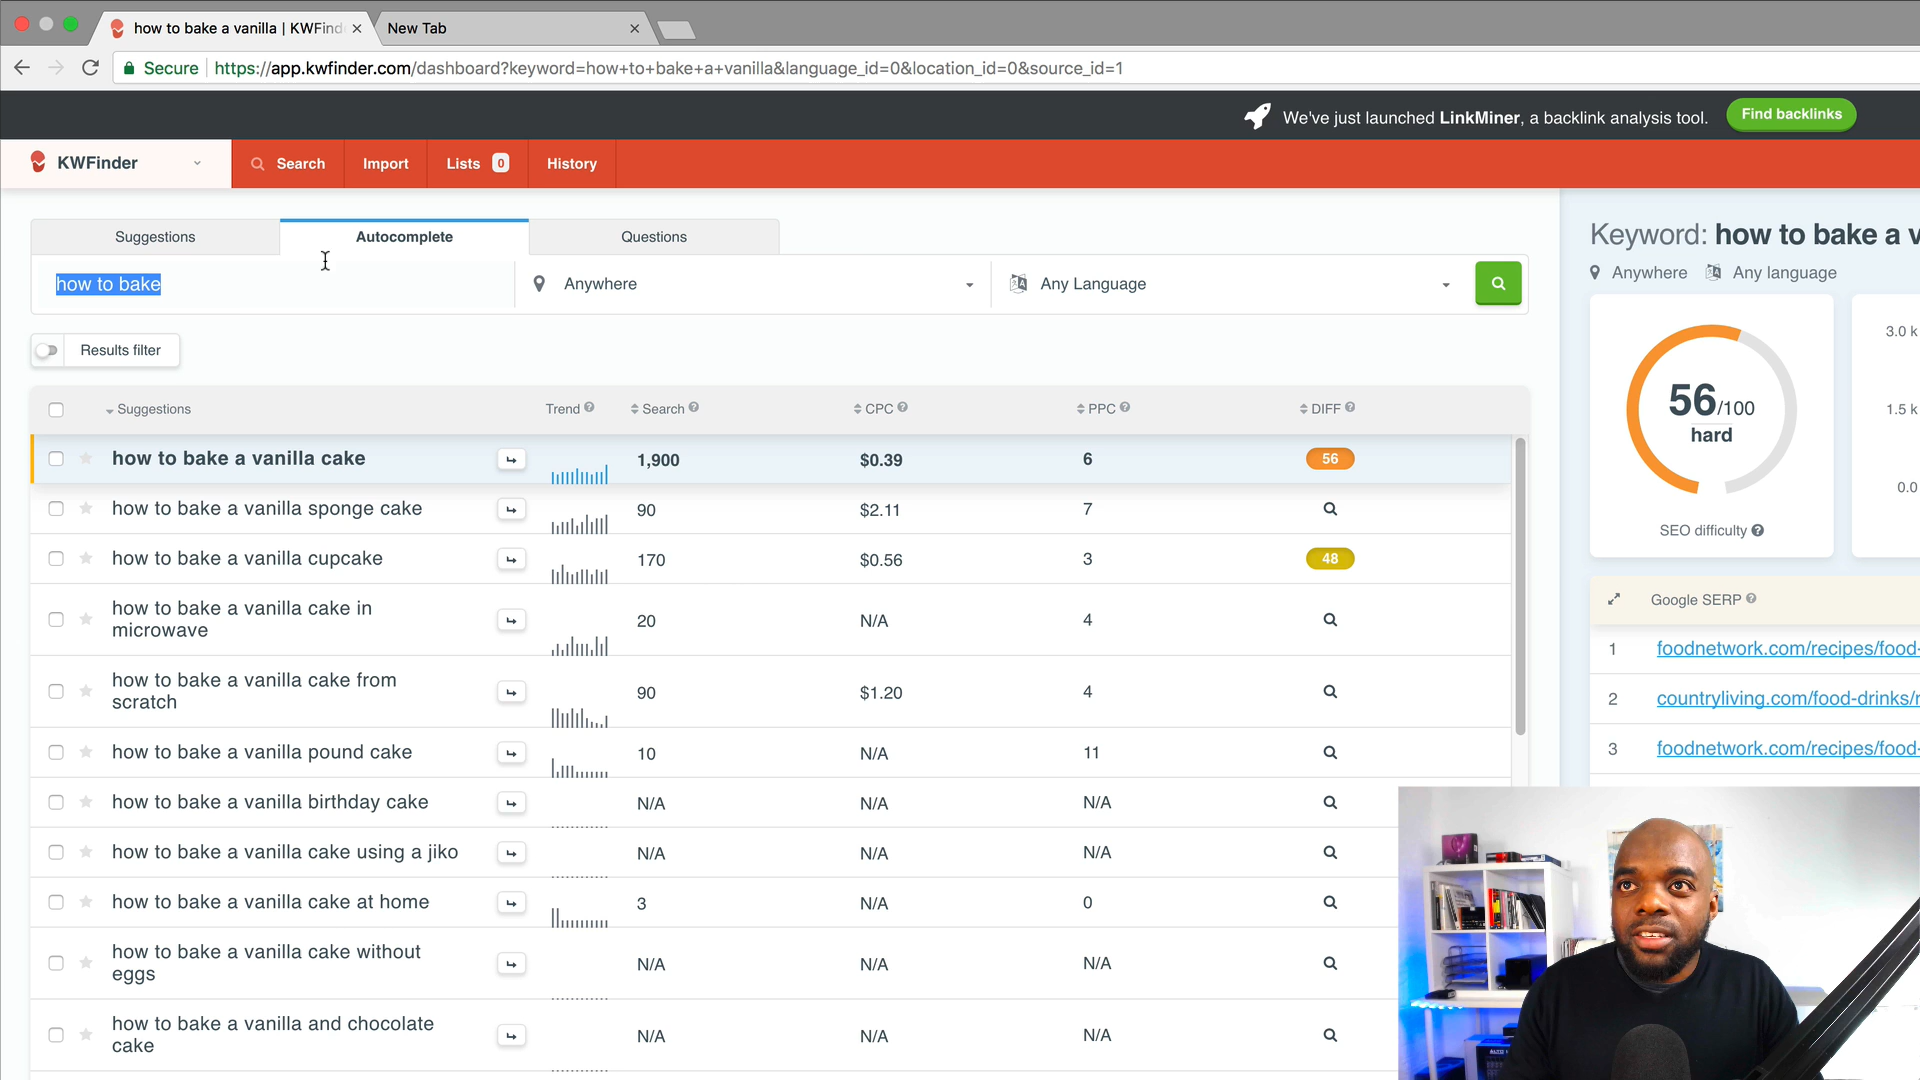 how to bake a vanilla | KWFind
New Tab
Secure https://app.kwfinder.com/dashboard?keyword=how+to+bake+a+vanilla&language_id=0&location_id=0&source_id=1
We've just launched LinkMiner, a backlink analysis tool. Find backlinks
KWFinder Search Import Lists 0 History
Suggestions Autocomplete Questions
how to bake Anywhere Any Language
Results filter
Suggestions Trend ? Search ? CPC ? PPC ? DIFF ?
how to bake a vanilla cake 1,900 $0.39 6 56
how to bake a vanilla sponge cake 90 $2.11 7
how to bake a vanilla cupcake 170 $0.56 3 48
how to bake a vanilla cake in
microwave 20 N/A 4
how to bake a vanilla cake from
scratch 90 $1.20 4
how to bake a vanilla pound cake 10 N/A 11
how to bake a vanilla birthday cake N/A N/A N/A
how to bake a vanilla cake using a jiko N/A N/A N/A
how to bake a vanilla cake at home 3 N/A 0
how to bake a vanilla cake without
eggs N/A N/A N/A
how to bake a vanilla and chocolate
cake N/A N/A N/A
Keyword: how to bake a v
Anywhere Any language
56/100
hard
SEO difficulty ?
3.0 k
1.5 k
0.0
Google SERP ?
1 foodnetwork.com/recipes/food-
2 countryliving.com/food-drinks/r
3 foodnetwork.com/recipes/food-